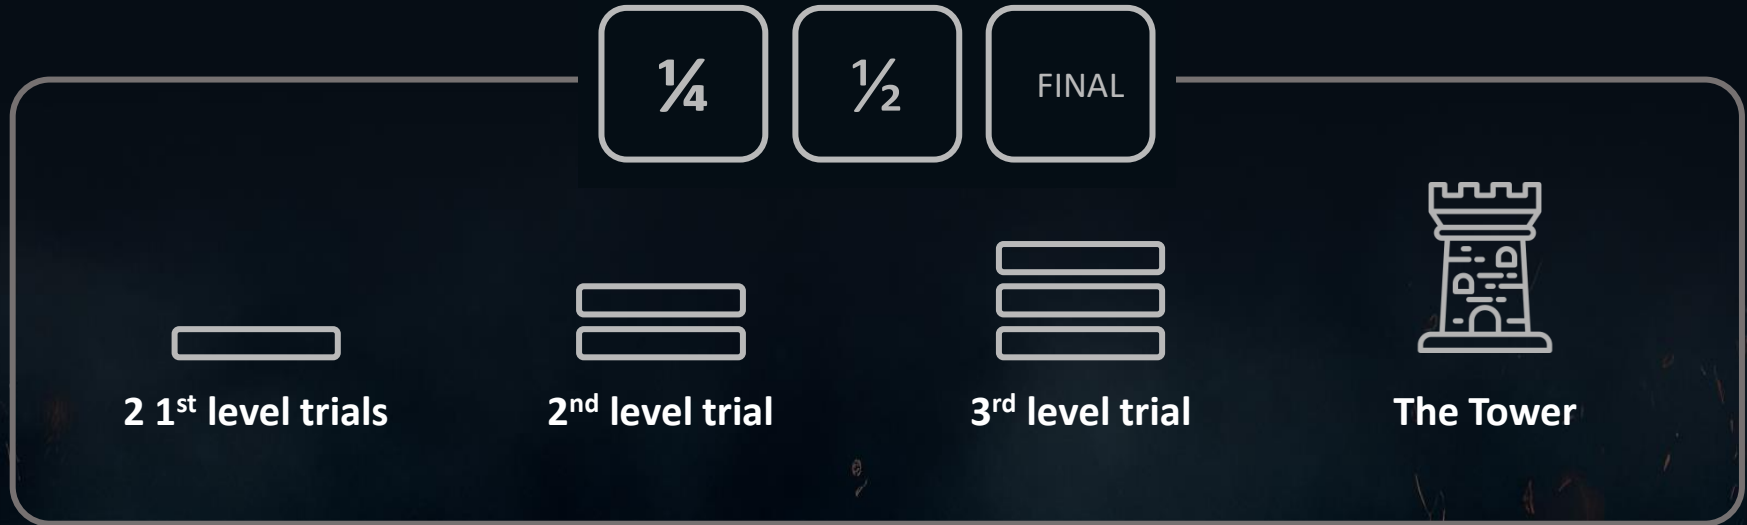 ¼
½
FINAL
2 1st level trials
2nd level trial
3rd level trial
The Tower